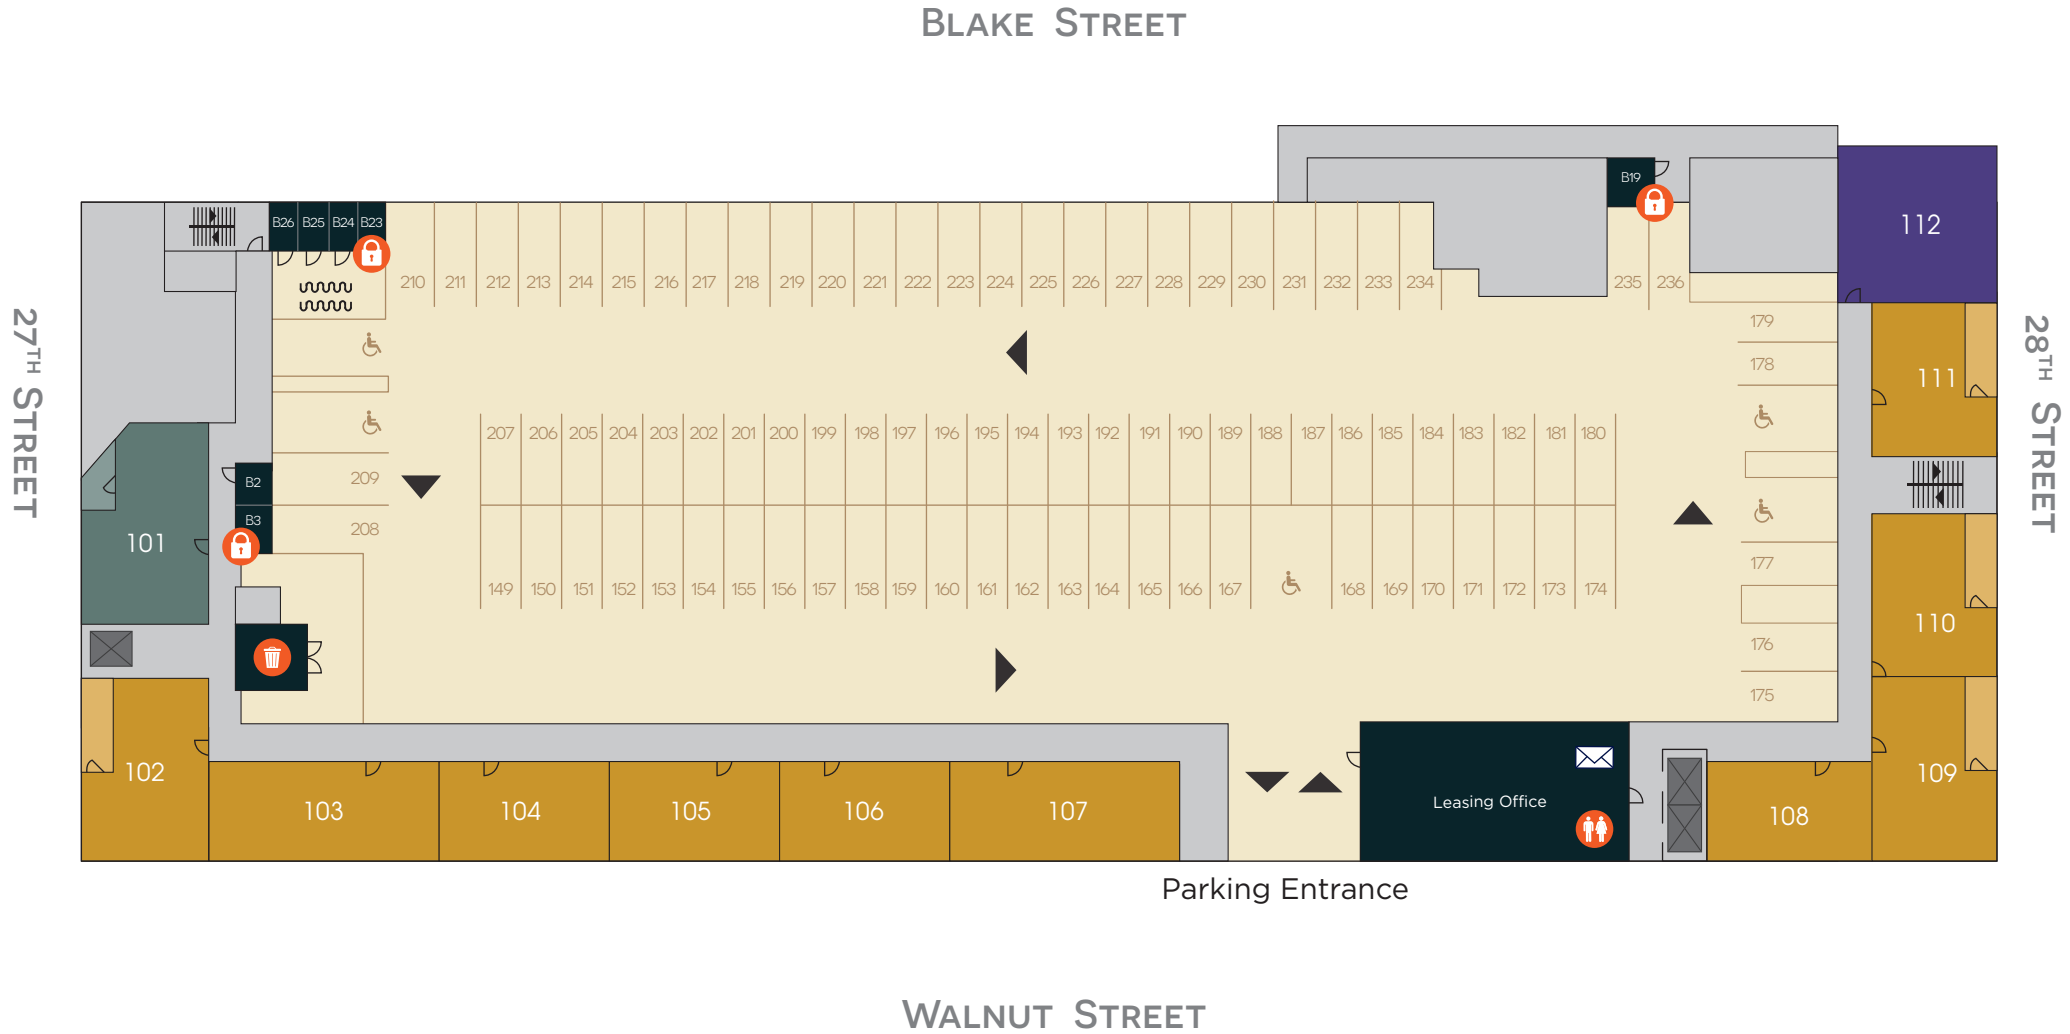 BLAKE STREET
B19
112
B26 B25 B24 B23
210 211 212 213 214 215 216 217 218 219 220 221 222 223 224 225 226 227 228 229 230 231 232 233 234 235 236
179
178
111
27TH STREET
28TH STREET
207 206 205 204 203 202 201 200 199 198 197 196 195 194 193 192 191 190 189 188 187 186 185 184 183 182 181 180
209
B2
B3
208
101
177
149 150 151 152 153 154 155 156 157 158 159 160 161 162 163 164 165 166 167 168 169 170 171 172 173 174
110
176
175
102
109
103 104 105 106 107
Leasing Office
108
Parking Entrance
WALNUT STREET